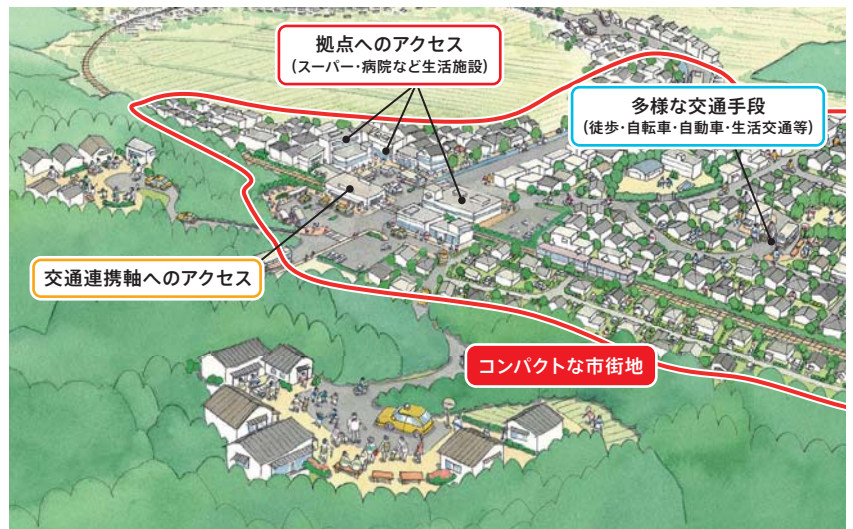 拠点へのアクセス
(スーパー・病院など生活施設)
多様な交通手段
(徒歩・自転車・自動車・生活交通等)
交通連携軸へのアクセス
コンパクトな市街地